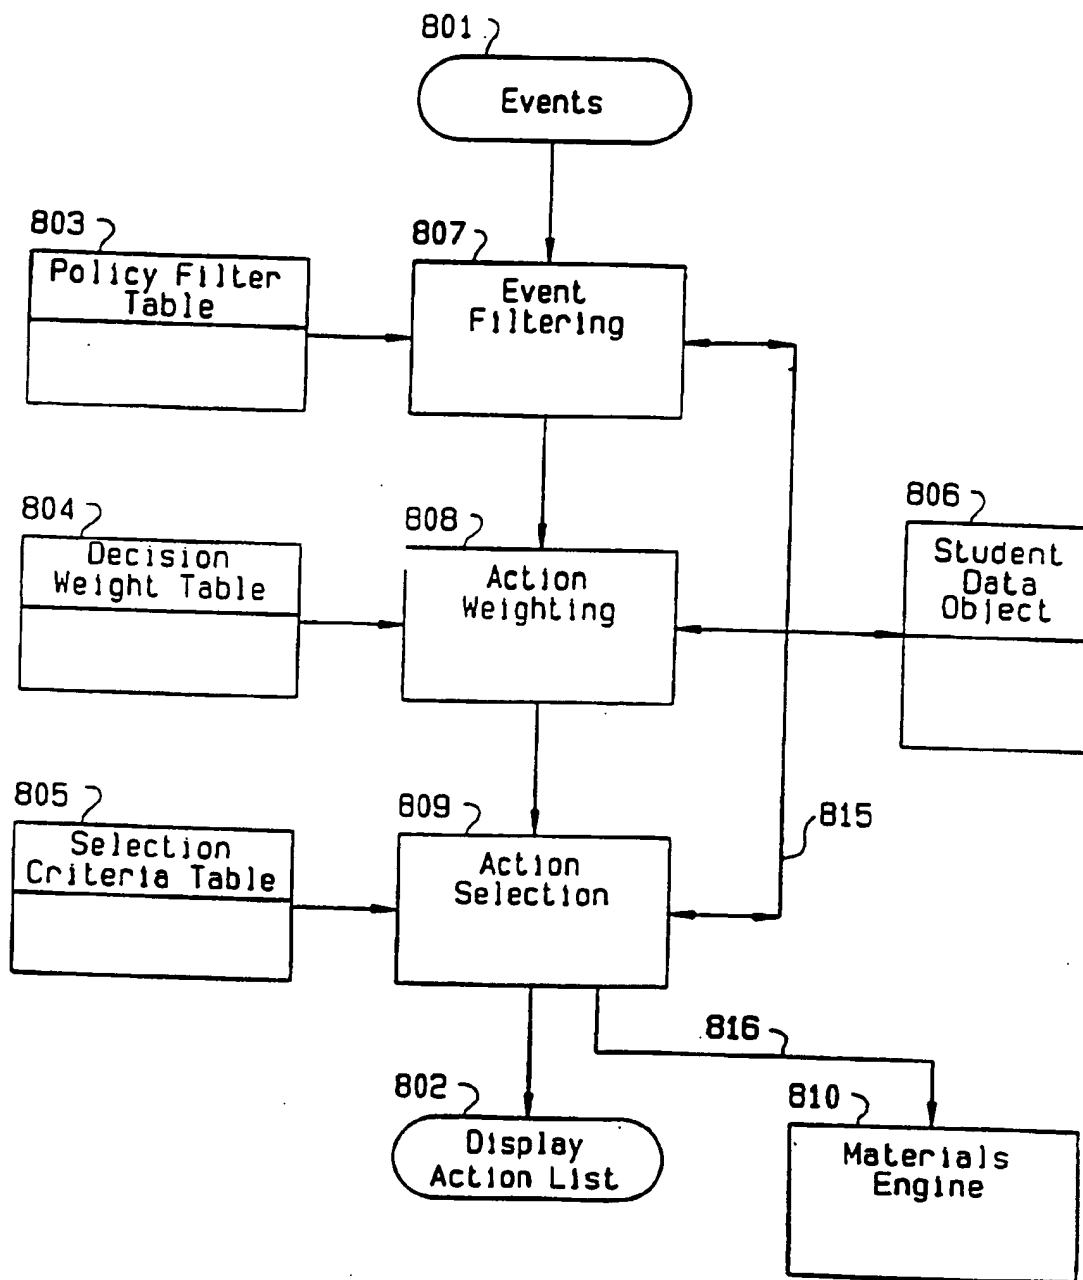 801
Events
803
Policy Filter
Table
807
Event
Filtering
804
Decision
Weight Table
808
Action
Weighting
806
Student
Data
Object
805
Selection
Criteria Table
809
Action
Selection
815
816
802
Display
Action List
810
Materials
Engine